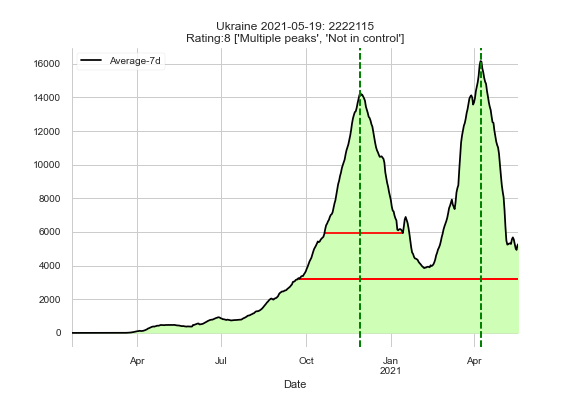 Ukraine 2021-05-19: 2222115
Rating:8 ['Multiple peaks', 'Not in control']
Average-7d
16000
14000
12000
10000
8000
6000
4000
2000
0
Apr
Jul
Oct
Jan
2021
Apr
Date